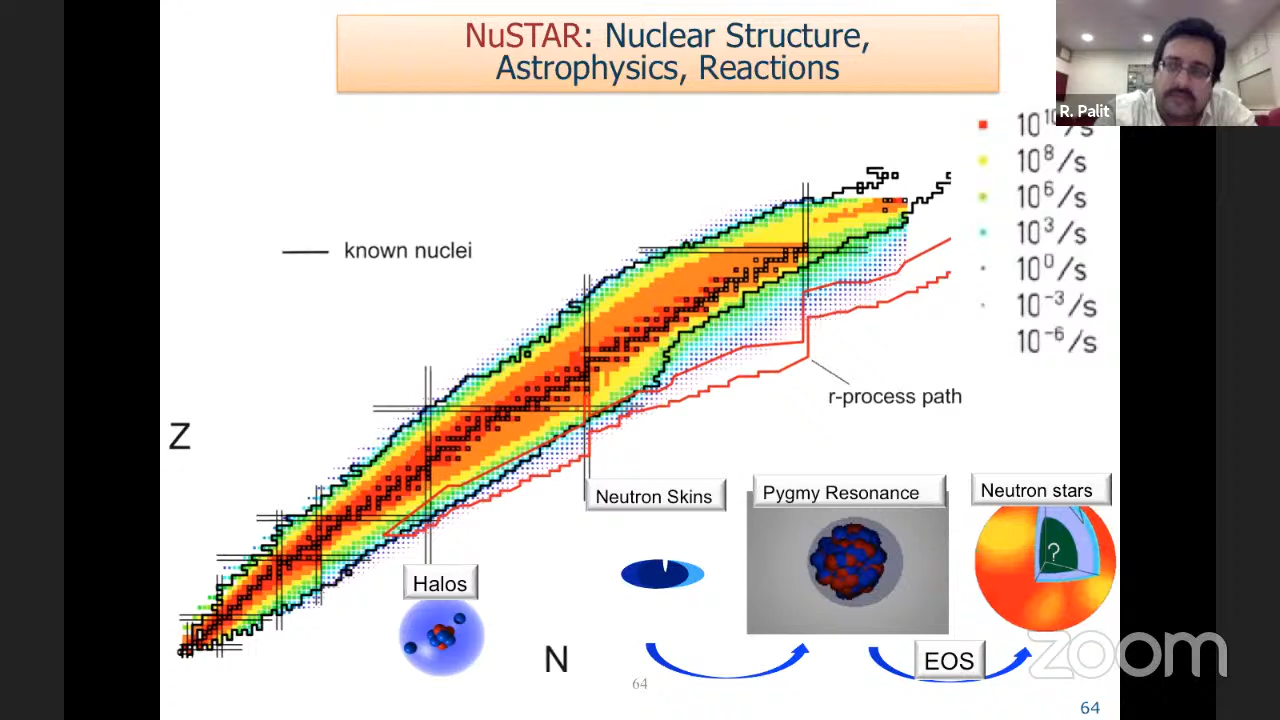 NuSTAR: Nuclear Structure,
Astrophysics, Reactions
R. Palit
10¹⁰/s
10⁸/s
10⁶/s
10³/s
10⁰/s
10⁻³/s
10⁻⁶/s
known nuclei
r-process path
Z
Neutron Skins
Pygmy Resonance
Neutron stars
?
Halos
N
EOS
zoom
64
64